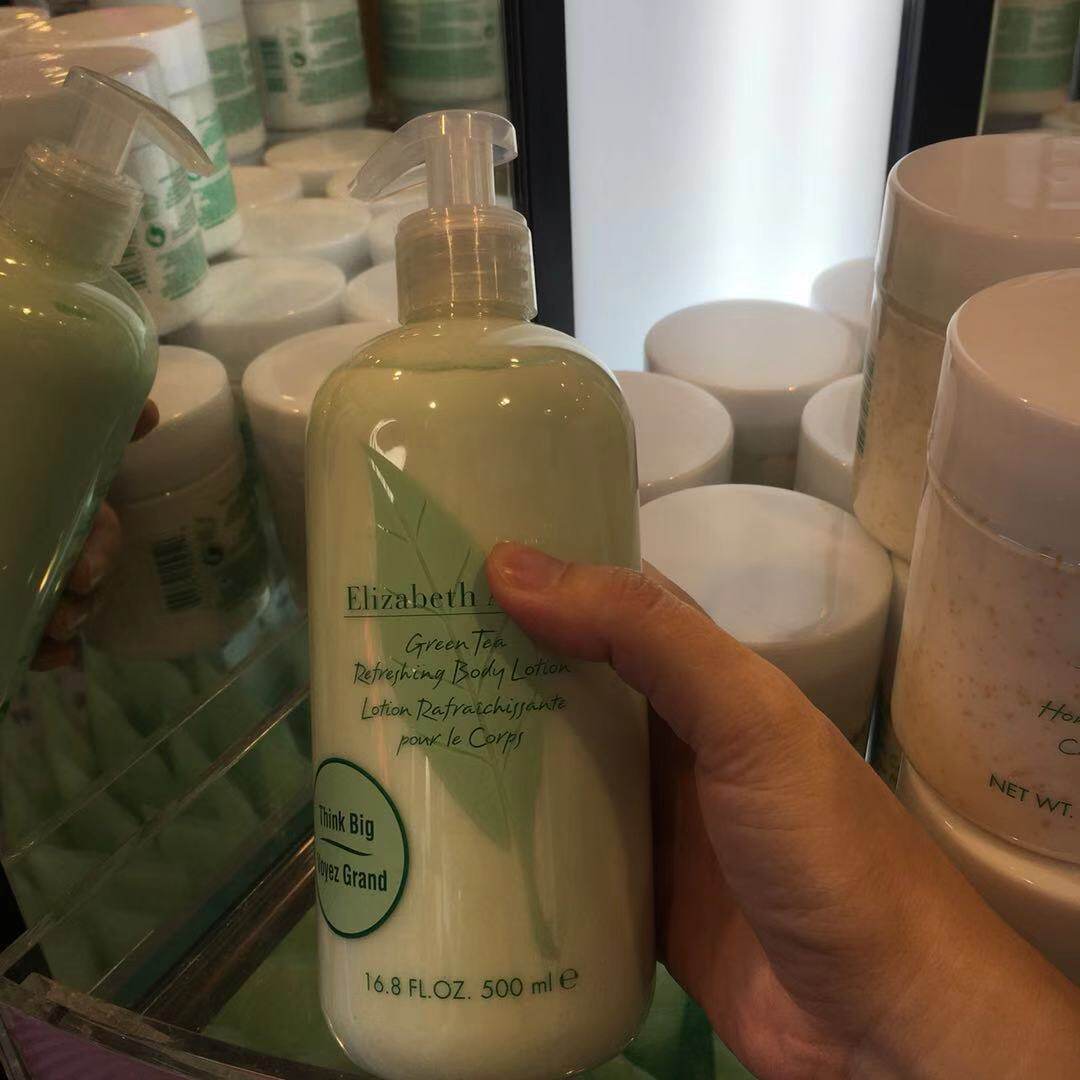 Elizabeth
Green Tea
Refreshing Body Lotion
Lotion Rafraîchissante
pour le Corps
Think Big
Voyez Grand
16.8 FL.OZ. 500 ml ℮
NET WT.